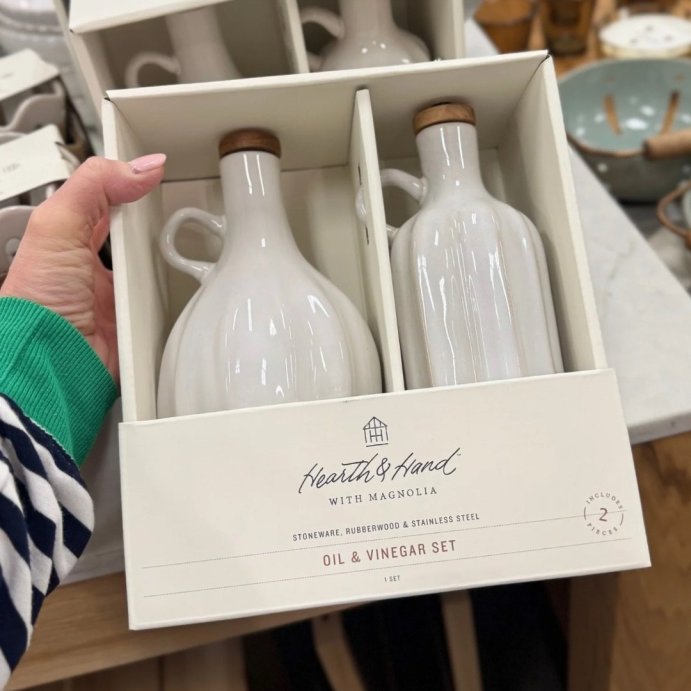 Hearth & Hand
WITH MAGNOLIA
STONEWARE, RUBBERWOOD & STAINLESS STEEL
OIL & VINEGAR SET
1 SET
INCLUDES
2
PIECES